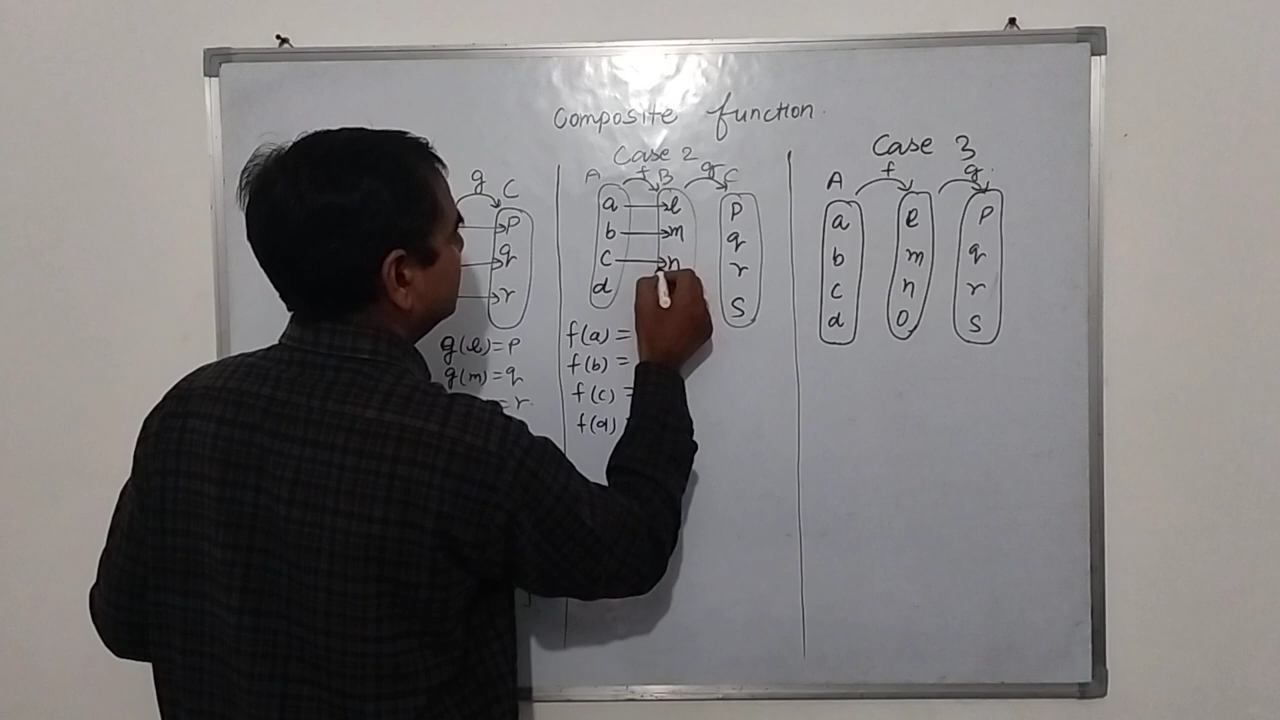 Composite function
g C
p
q
r
g(l)=p
g(m)=q
=r
Case 2
A f B g C
a l p
b m q
c n r
d s
f(a) =
f(b) =
f(c) =
f(d)
Case 3
A f g
a l p
b m q
c n r
d o s